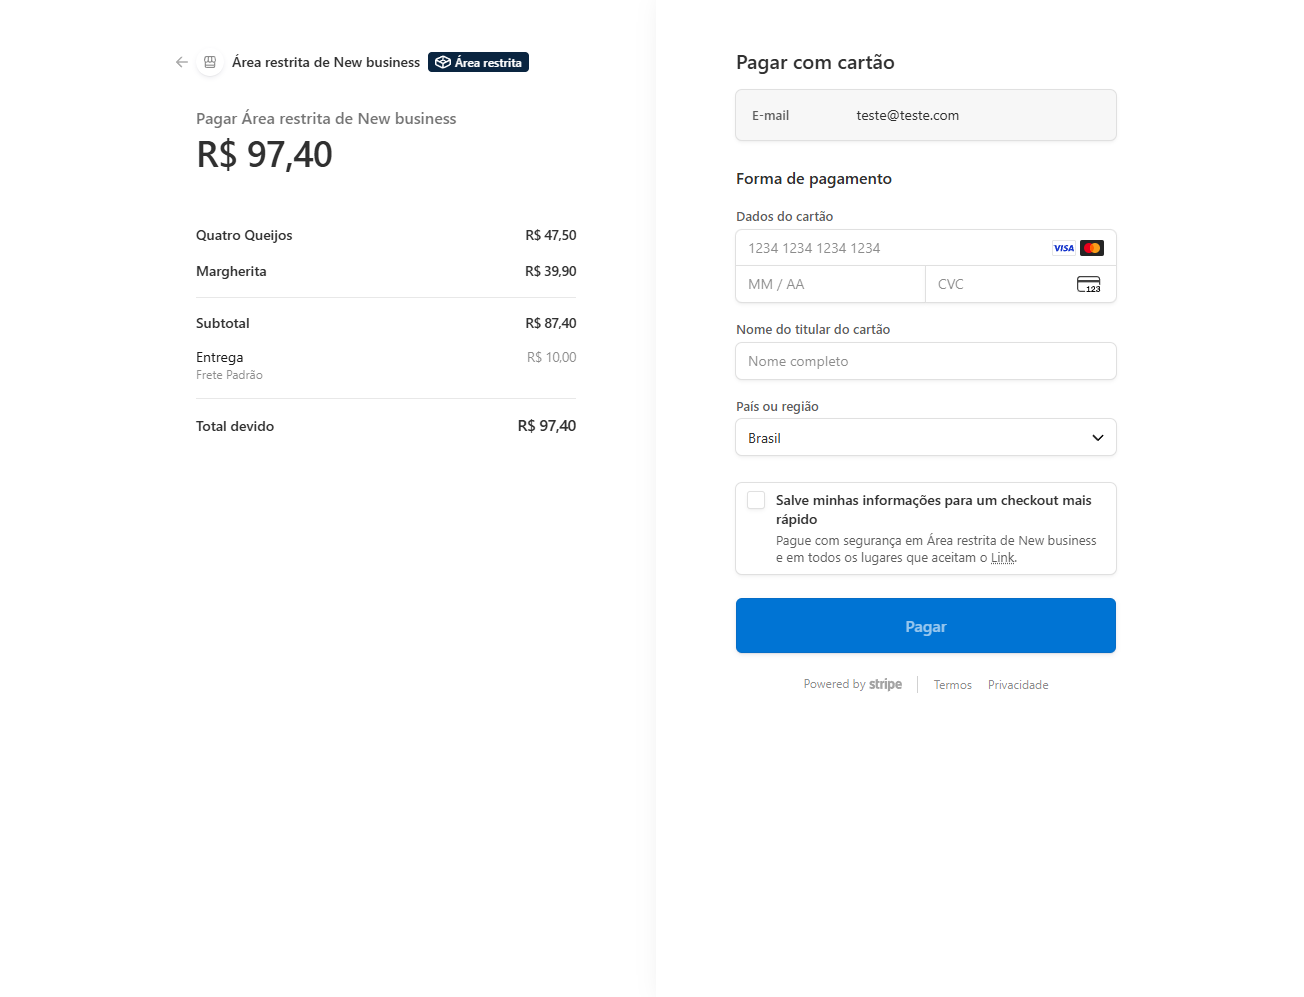 Área restrita de New business
Área restrita
Pagar Área restrita de New business
R$ 97,40
Quatro Queijos R$ 47,50
Margherita R$ 39,90
Subtotal R$ 87,40
Entrega R$ 10,00
Frete Padrão
Total devido R$ 97,40
Pagar com cartão
E-mail teste@teste.com
Forma de pagamento
Dados do cartão
1234 1234 1234 1234 VISA
MM / AA CVC 123
Nome do titular do cartão
Nome completo
País ou região
Brasil
Salve minhas informações para um checkout mais
rápido
Pague com segurança em Área restrita de New business
e em todos os lugares que aceitam o Link.
Pagar
Powered by stripe Termos Privacidade